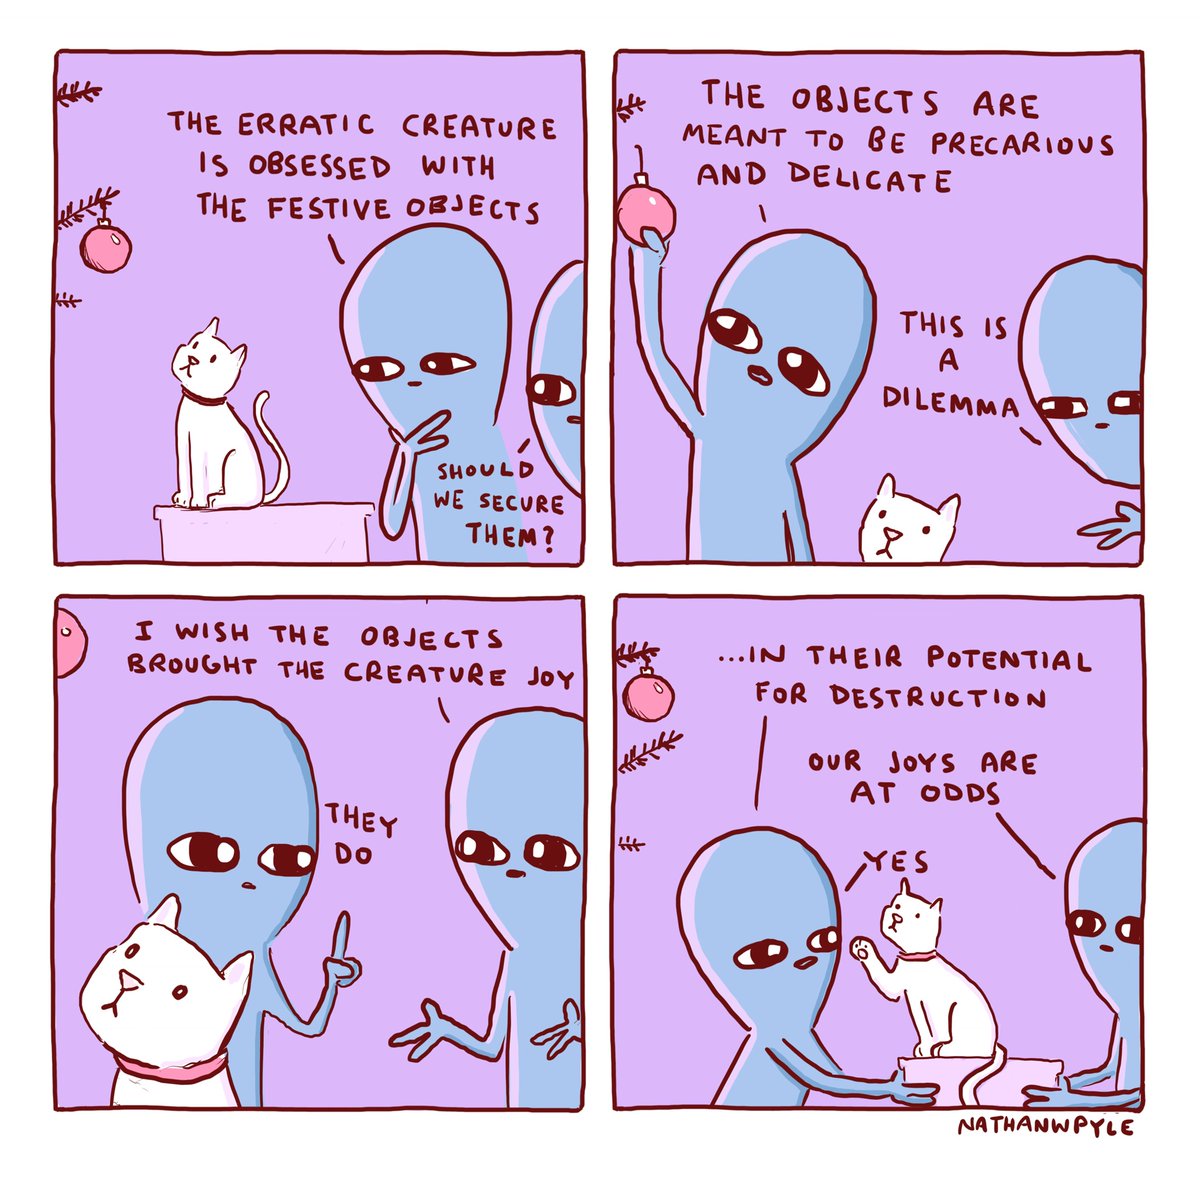 THE ERRATIC CREATURE
IS OBSESSED WITH
THE FESTIVE OBJECTS
SHOULD
WE SECURE
THEM?
THE OBJECTS ARE
MEANT TO BE PRECARIOUS
AND DELICATE
THIS IS
A
DILEMMA
I WISH THE OBJECTS
BROUGHT THE CREATURE JOY
THEY
DO
...IN THEIR POTENTIAL
FOR DESTRUCTION
OUR JOYS ARE
AT ODDS
YES
NATHANWPYLE